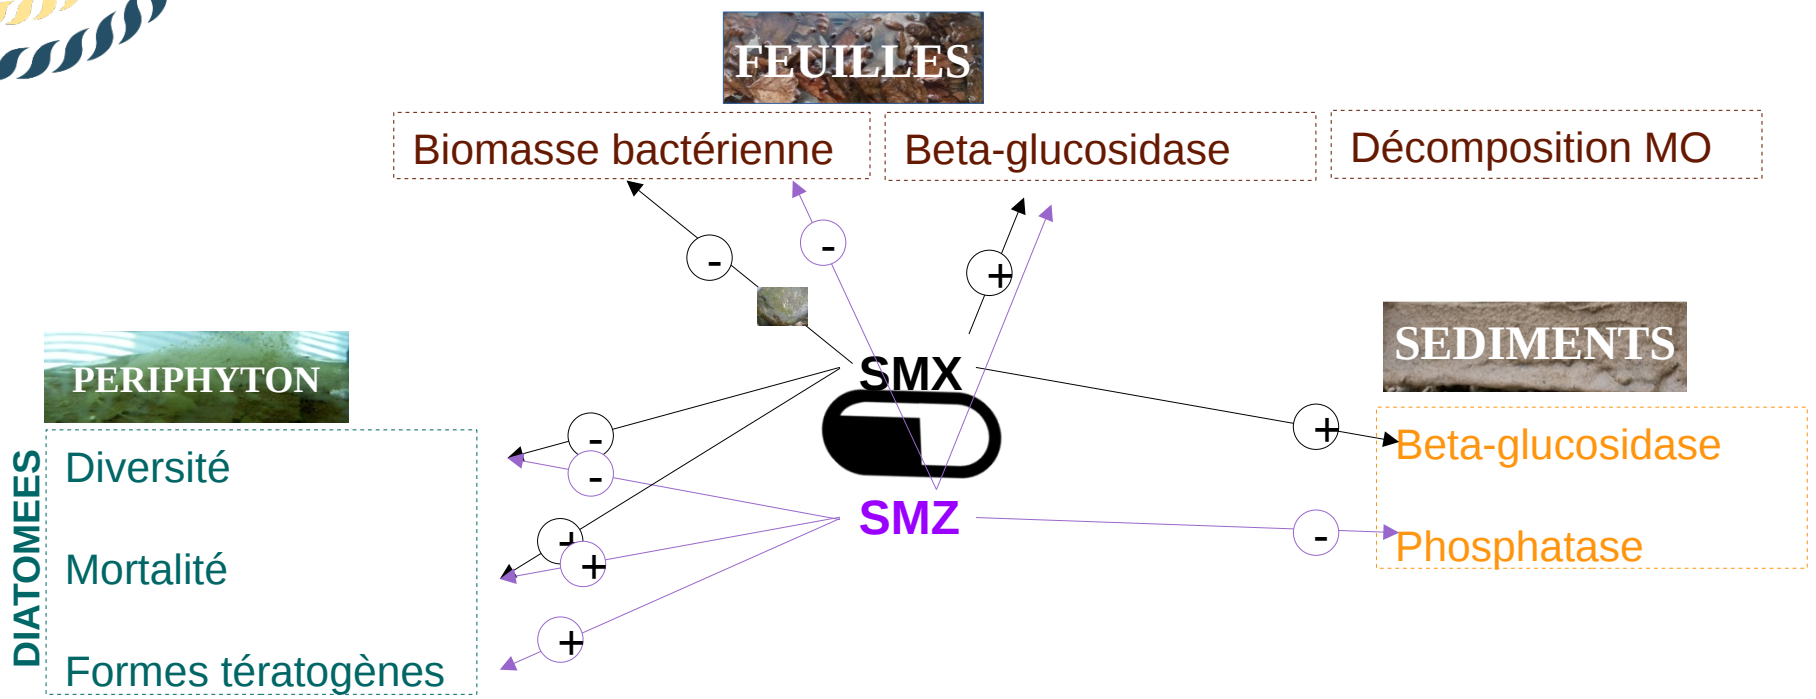 FEUILLES
Biomasse bactérienne
Beta-glucosidase
Décomposition MO
-
-
+
PERIPHYTON
SMX
SEDIMENTS
DIATOMEES
Diversité
-
-
+
Beta-glucosidase
Mortalité
+
+
SMZ
-
Phosphatase
Formes tératogènes
+